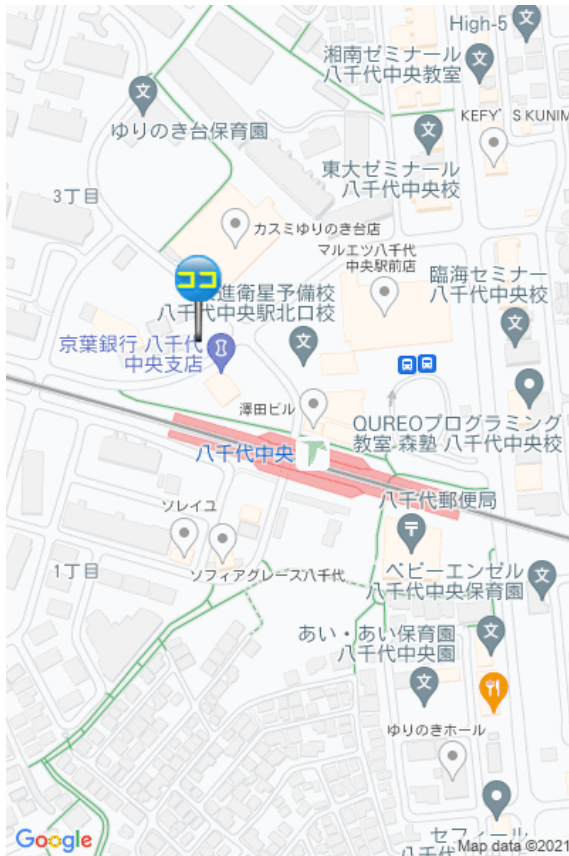 High-5
湘南ゼミナール
八千代中央教室
ゆりのき台保育園
KEFY'S KUNIM
東大ゼミナール
八千代中央校
3丁目
カスミゆりのき台店
マルエツ八千代
中央駅前店
臨海セミナー
八千代中央校
ココ
進衛星予備校
八千代中央駅北口校
京葉銀行 八千代
中央支店
澤田ビル
QUREOプログラミング
教室 森塾 八千代中央校
八千代中央
八千代郵便局
ソレイユ
1丁目
ソフィアグレース八千代
ベビーエンゼル
八千代中央保育園
あい・あい保育園
八千代中央園
ゆりのきホール
セフィール
Google
Map data ©2021